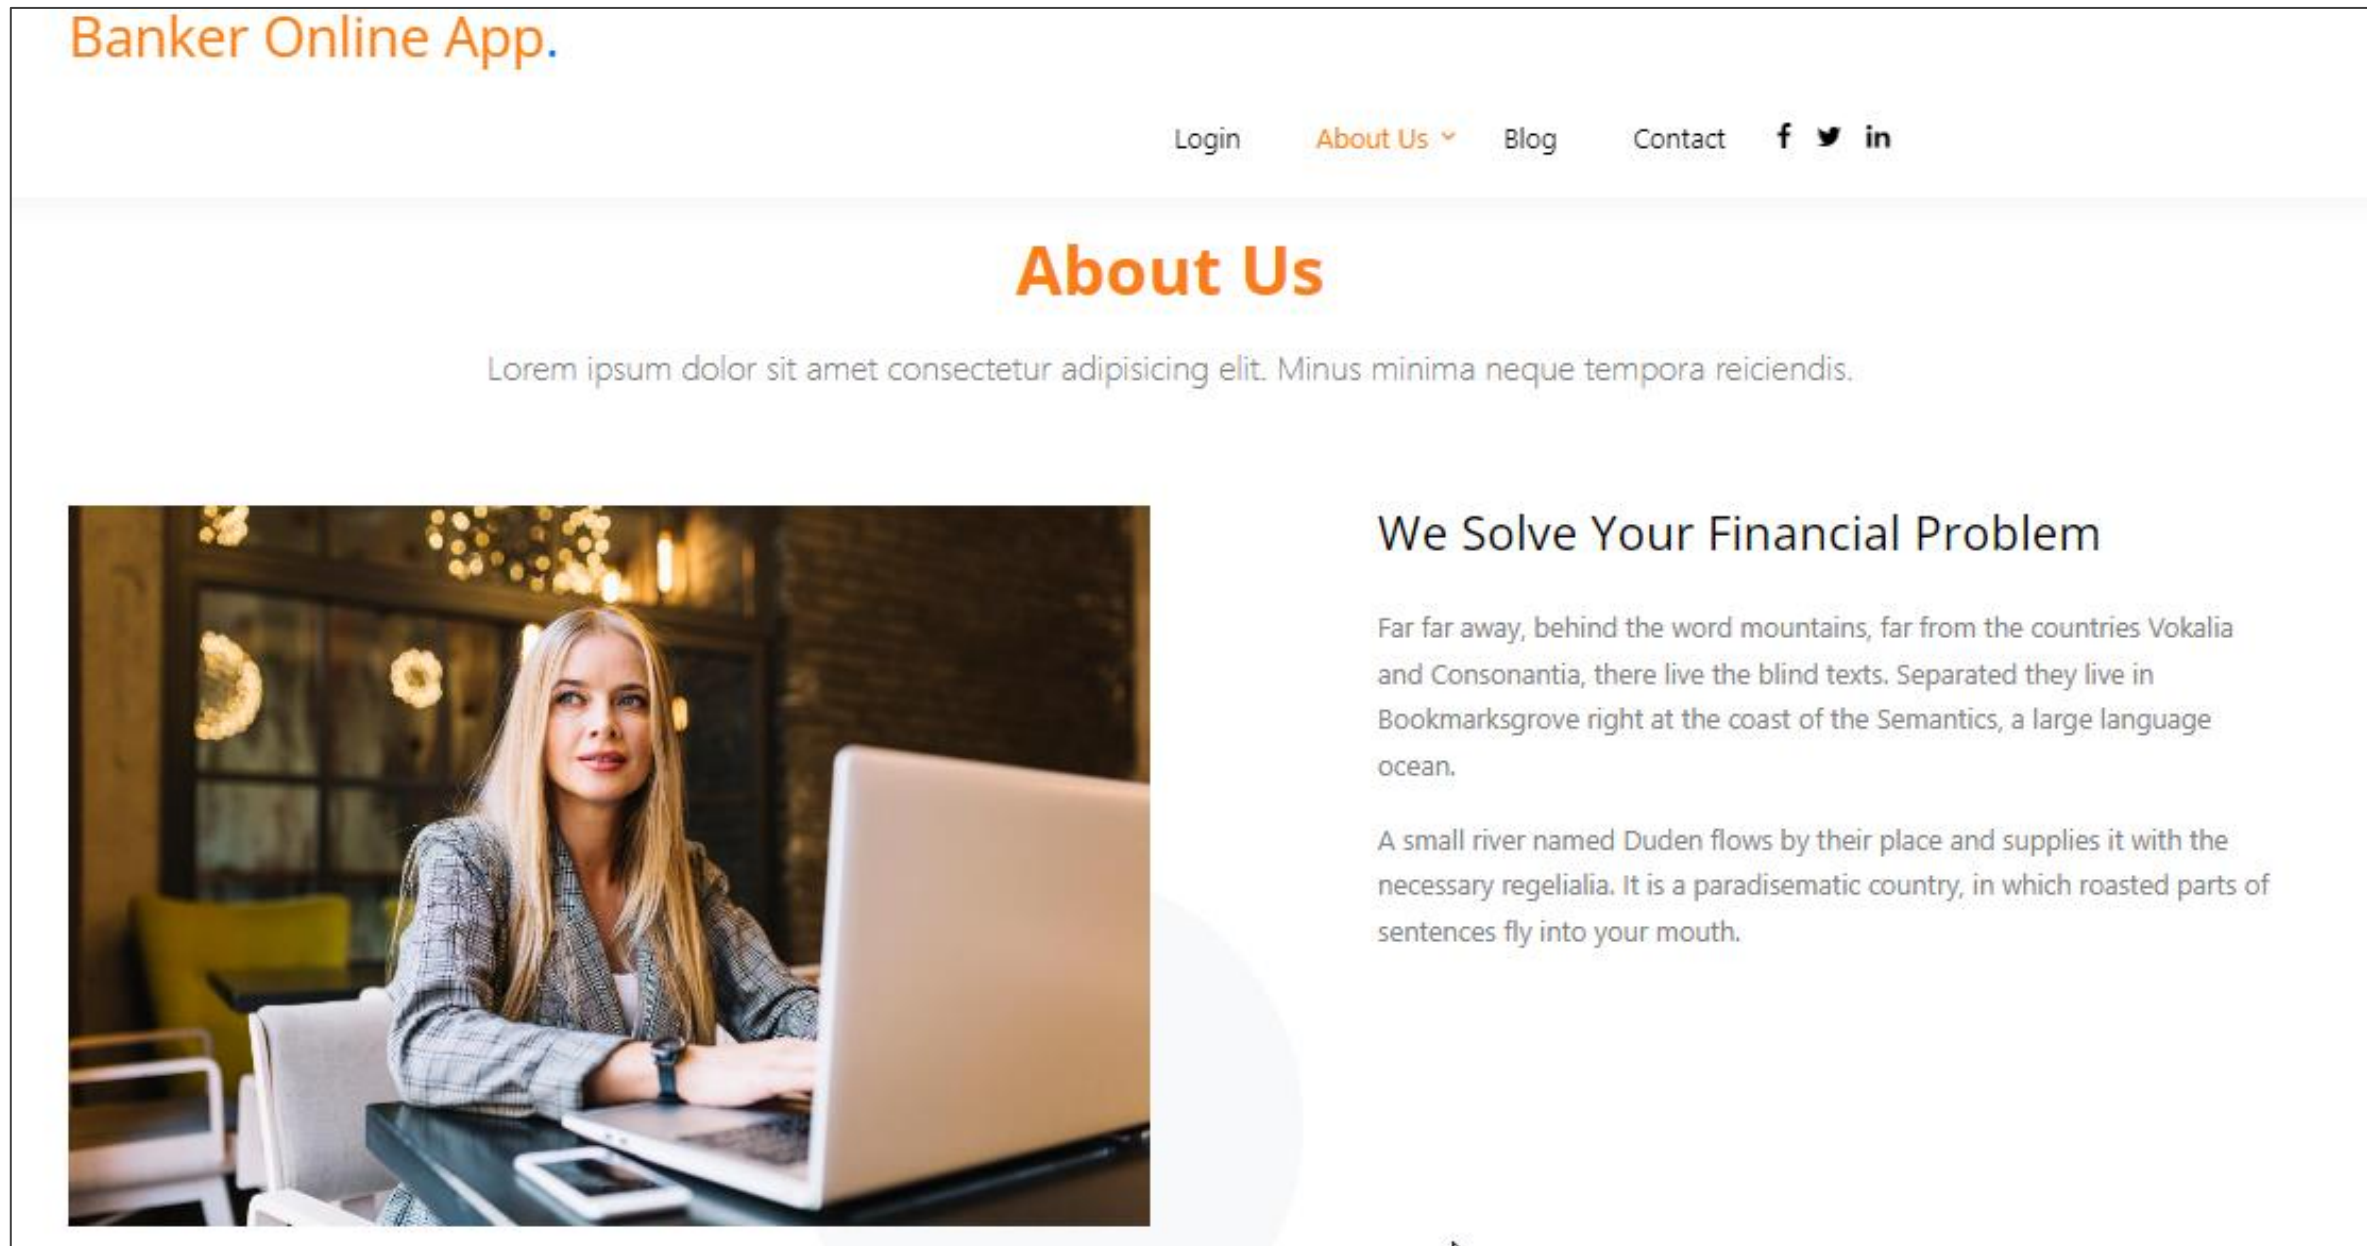 Banker Online App.
Login About Us Blog Contact
About Us
Lorem ipsum dolor sit amet consectetur adipisicing elit. Minus minima neque tempora reiciendis.
We Solve Your Financial Problem
Far far away, behind the word mountains, far from the countries Vokalia
and Consonantia, there live the blind texts. Separated they live in
Bookmarksgrove right at the coast of the Semantics, a large language
ocean.
A small river named Duden flows by their place and supplies it with the
necessary regelialia. It is a paradisematic country, in which roasted parts of
sentences fly into your mouth.